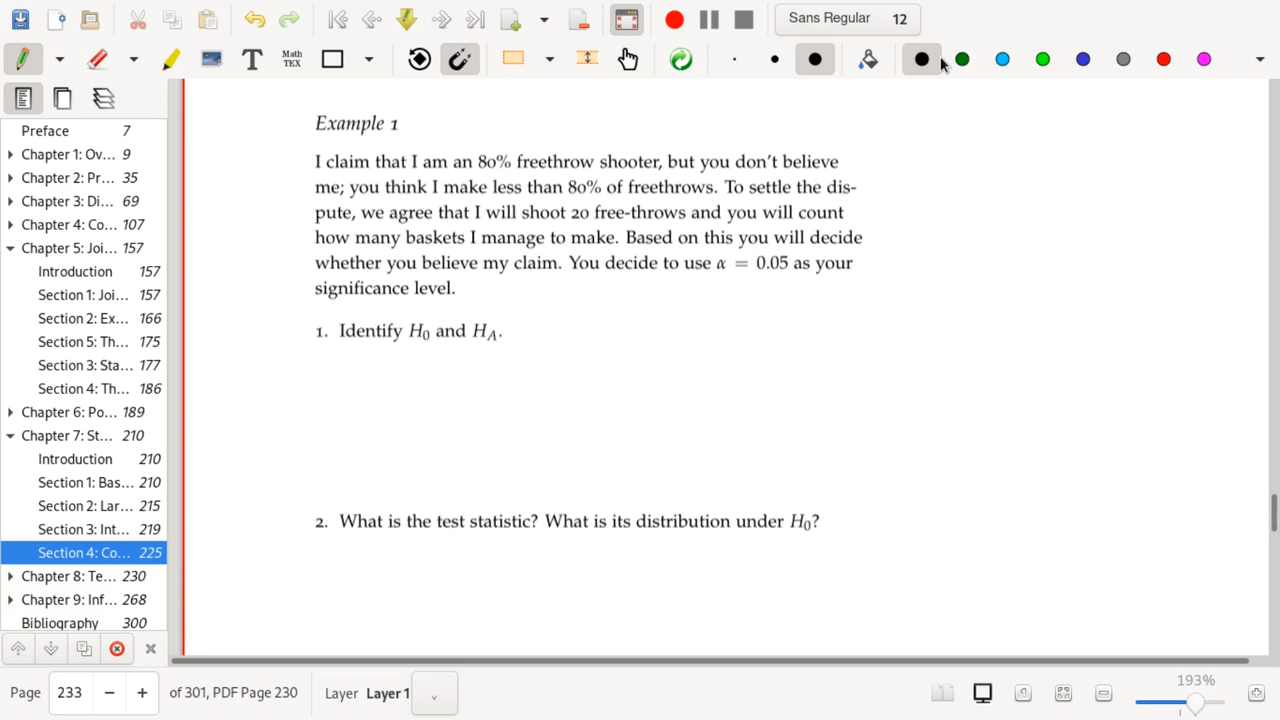 Sans Regular 12
T Math TEX
Preface 7
Chapter 1: Ov... 9
Chapter 2: Pr... 35
Chapter 3: Di... 69
Chapter 4: Co... 107
Chapter 5: Joi... 157
Introduction 157
Section 1: Joi... 157
Section 2: Ex... 166
Section 5: Th... 175
Section 3: Sta... 177
Section 4: Th... 186
Chapter 6: Po... 189
Chapter 7: St... 210
Introduction 210
Section 1: Bas... 210
Section 2: Lar... 215
Section 3: Int... 219
Section 4: Co... 225
Chapter 8: Te... 230
Chapter 9: Inf... 268
Bibliography 300
Example 1
I claim that I am an 80% freethrow shooter, but you don't believe
me; you think I make less than 80% of freethrows. To settle the dis-
pute, we agree that I will shoot 20 free-throws and you will count
how many baskets I manage to make. Based on this you will decide
whether you believe my claim. You decide to use α = 0.05 as your
significance level.
1. Identify H₀ and H_A.
2. What is the test statistic? What is its distribution under H₀?
Page 233 of 301, PDF Page 230 Layer Layer 1 193%